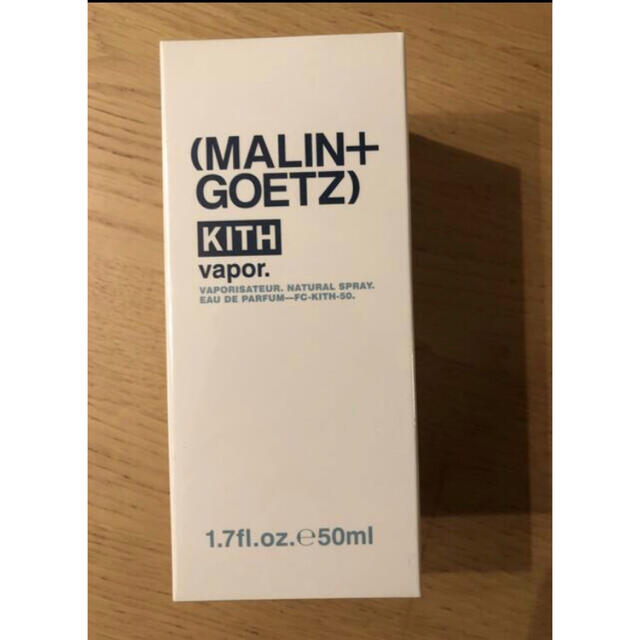 (MALIN+
GOETZ)
KITH
vapor.
VAPORISATEUR. NATURAL SPRAY.
EAU DE PARFUM—FC-KITH-50.
1.7fl.oz.℮50ml